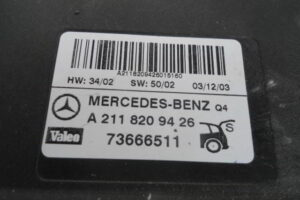 A2118209426016160
HW: 34/02 SW: 50/02 03/12/03
MERCEDES-BENZ Q4
A 211 820 94 26
Valeo 73666511
S